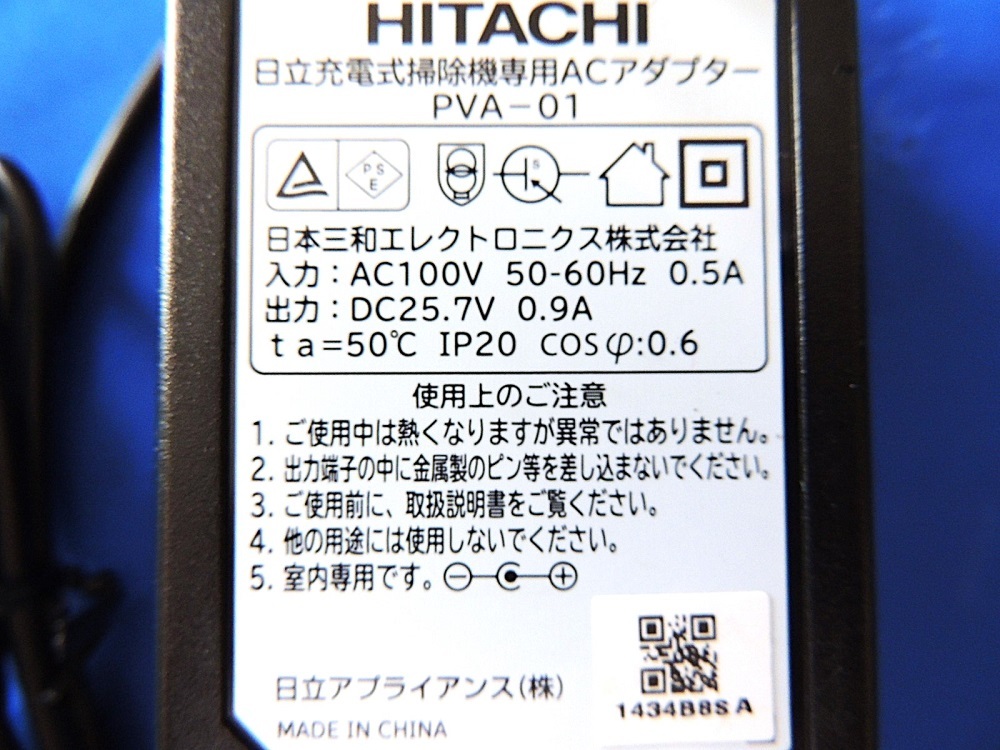 HITACHI
日立充電式掃除機専用ACアダプター
PVA-01
PS
E
S
日本三和エレクトロニクス株式会社
入力：AC100V 50-60Hz 0.5A
出力：DC25.7V 0.9A
ta=50℃ IP20 COSφ:0.6
使用上のご注意
1. ご使用中は熱くなりますが異常ではありません。
2. 出力端子の中に金属製のピン等を差し込まないでください。
3. ご使用前に、取扱説明書をご覧ください。
4. 他の用途には使用しないでください。
5. 室内専用です。
日立アプライアンス(株)
MADE IN CHINA
1434B8SA